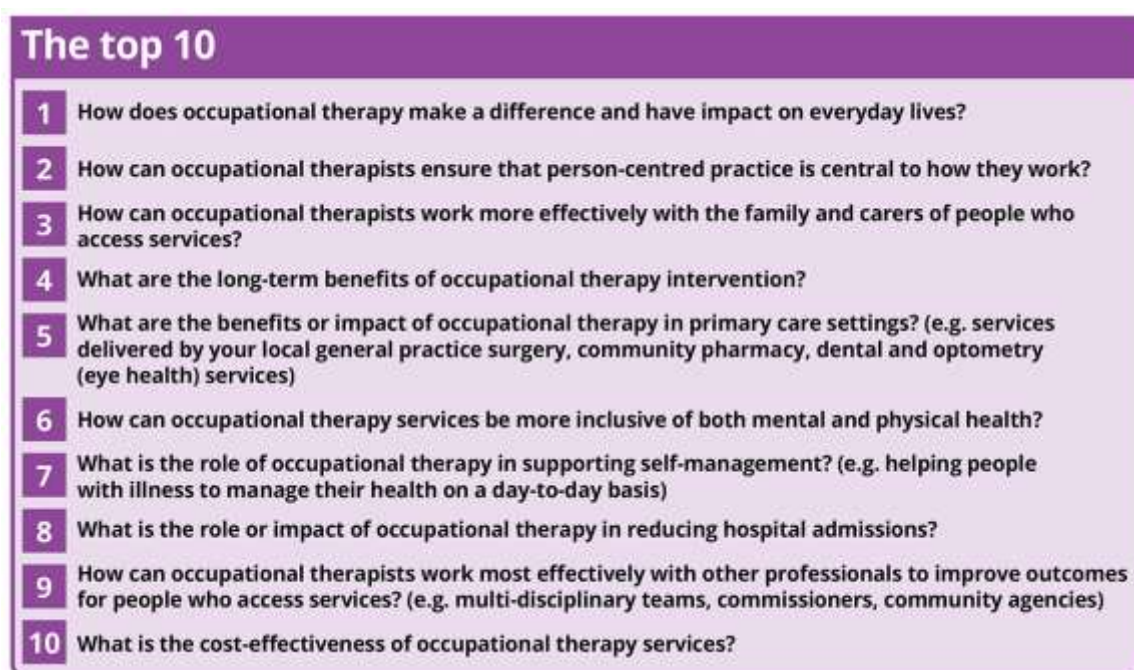 The top 10
1 How does occupational therapy make a difference and have impact on everyday lives?
2 How can occupational therapists ensure that person-centred practice is central to how they work?
3 How can occupational therapists work more effectively with the family and carers of people who
access services?
4 What are the long-term benefits of occupational therapy intervention?
5 What are the benefits or impact of occupational therapy in primary care settings? (e.g. services
delivered by your local general practice surgery, community pharmacy, dental and optometry
(eye health) services)
6 How can occupational therapy services be more inclusive of both mental and physical health?
7 What is the role of occupational therapy in supporting self-management? (e.g. helping people
with illness to manage their health on a day-to-day basis)
8 What is the role or impact of occupational therapy in reducing hospital admissions?
9 How can occupational therapists work most effectively with other professionals to improve outcomes
for people who access services? (e.g. multi-disciplinary teams, commissioners, community agencies)
10 What is the cost-effectiveness of occupational therapy services?